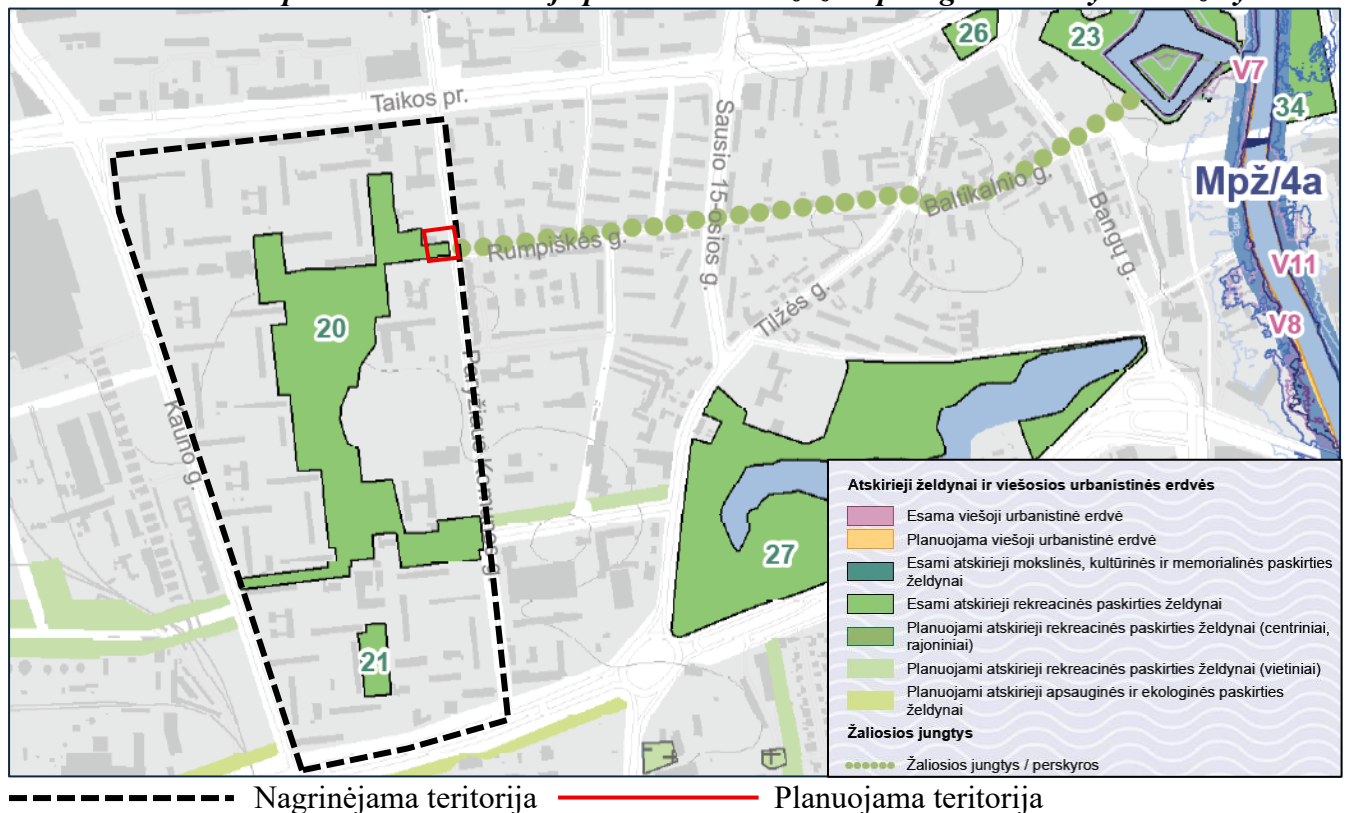 26
23
V7
34
Taikos pr.
Mpž/4a
Sausio 15-osios g.
Baltikalnio g.
Bangų g.
Rumpiškės g.
V11
Tilžės g.
V8
20
Kauno g.
27
21
Atskirieji želdynai ir viešosios urbanistinės erdvės
Esama viešoji urbanistinė erdvė
Planuojama viešoji urbanistinė erdvė
Esami atskirieji mokslinės, kultūrinės ir memorialinės paskirties
želdynai
Esami atskirieji rekreacinės paskirties želdynai
Planuojami atskirieji rekreacinės paskirties želdynai (centriniai,
rajoniniai)
Planuojami atskirieji rekreacinės paskirties želdynai (vietiniai)
Planuojami atskirieji apsauginės ir ekologinės paskirties
želdynai
Žaliosios jungtys
Žaliosios jungtys / perskyros
Nagrinėjama teritorija
Planuojama teritorija